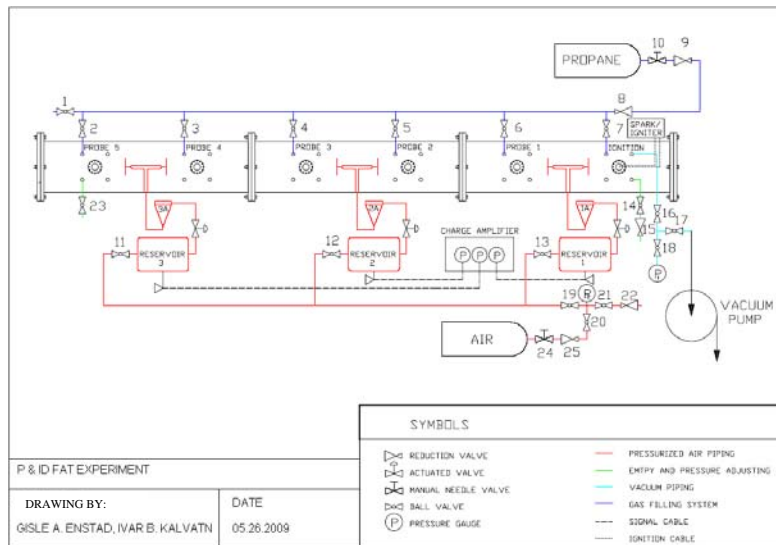 PROPANE
10
9
1
8
SPARK/
IGNITER
2
3
4
5
6
7
PROBE 5
PROBE 4
PROBE 3
PROBE 2
PROBE 1
IGNITION
23
3A
2A
1A
14
15
16
17
18
11
12
13
RESERVOIR
3
RESERVOIR
2
CHARGE AMPLIFIER
P P P
RESERVOIR
1
P
P
19
21
22
20
VACUUM
PUMP
AIR
24
25
SYMBOLS
REDUCTION VALVE
ACTUATED VALVE
MANUAL NEEDLE VALVE
BALL VALVE
P PRESSURE GAUGE
PRESSURIZED AIR PIPING
EMTPY AND PRESSURE ADJUSTING
VACUUM PIPING
GAS FILLING SYSTEM
SIGNAL CABLE
IGNITION CABLE
P & ID FAT EXPERIMENT
DRAWING BY:
GISLE A. ENSTAD, IVAR B. KALVATN
DATE
05.26.2009